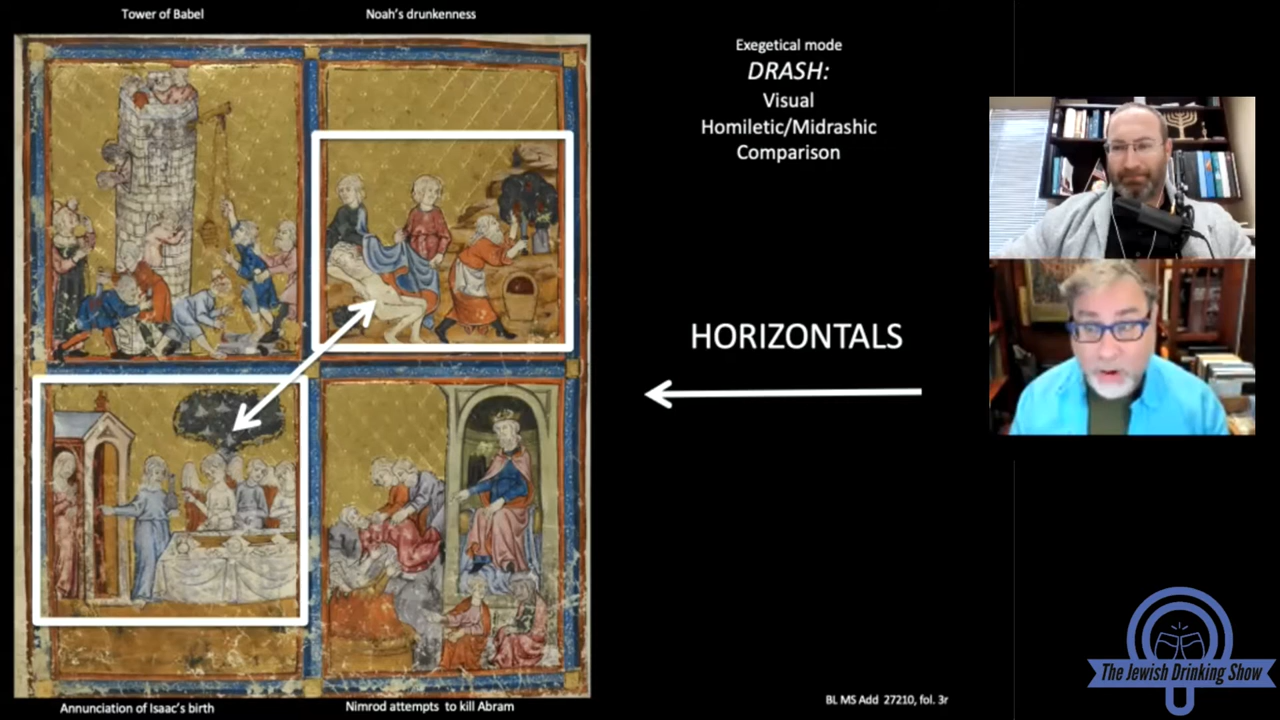 Tower of Babel
Noah's drunkenness
Exegetical mode
DRASH:
Visual
Homiletic/Midrashic
Comparison
HORIZONTALS
Annunciation of Isaac's birth
Nimrod attempts to kill Abram
BL MS Add 27210, fol. 3r
The Jewish Drinking Show